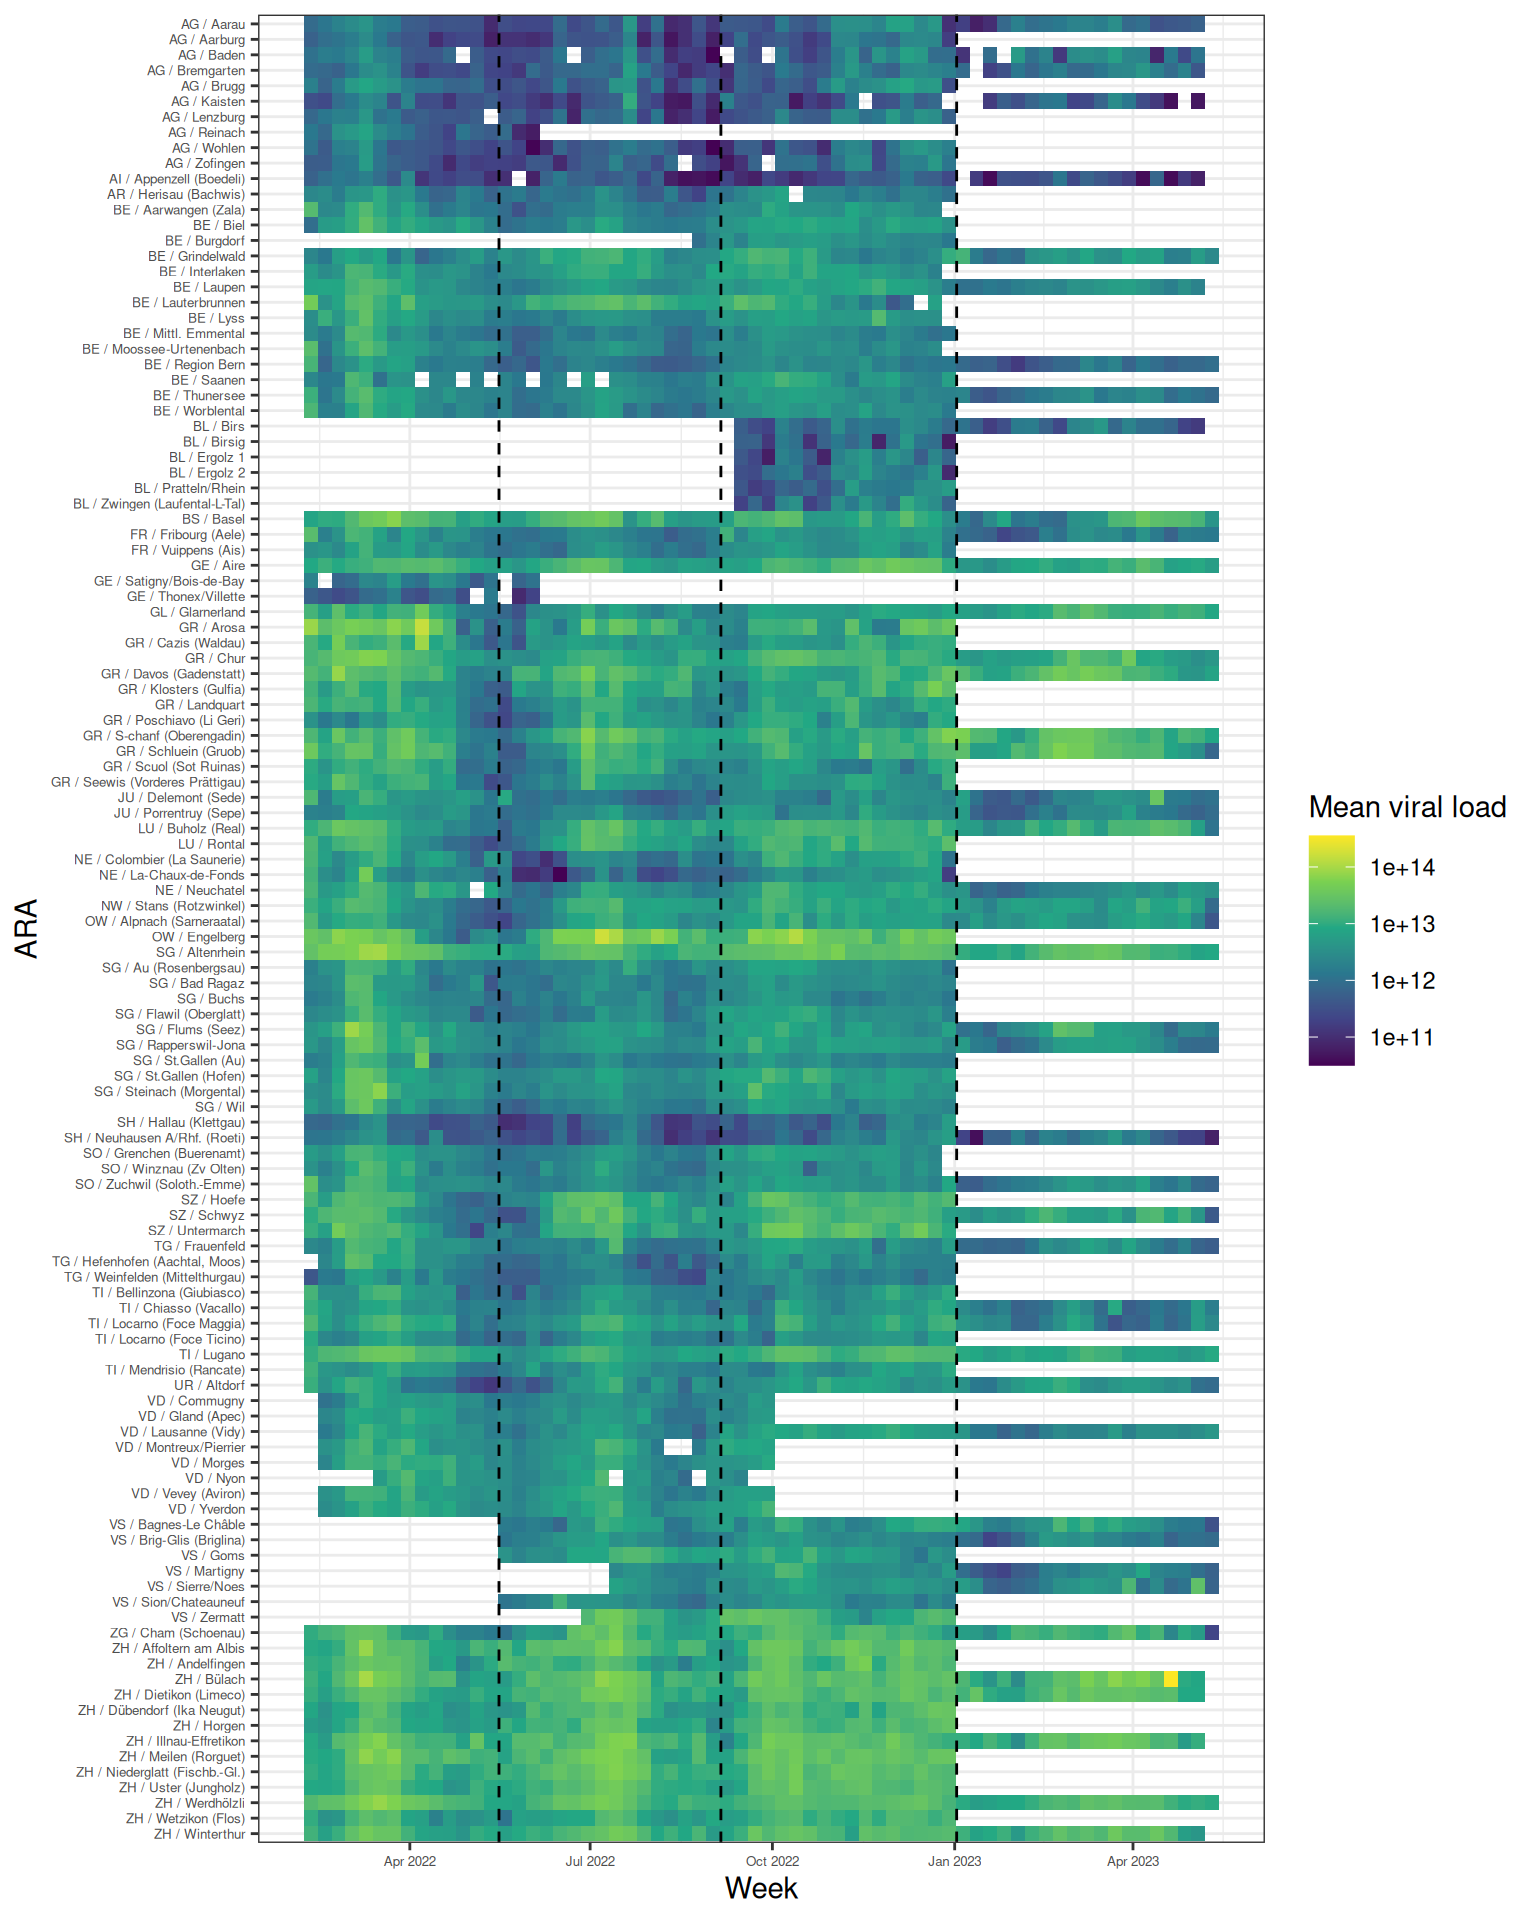 AG / Aarau
AG / Aarburg
AG / Baden
AG / Bremgarten
AG / Brugg
AG / Kaisten
AG / Lenzburg
AG / Reinach
AG / Wohlen
AG / Zofingen
AI / Appenzell (Boedeli)
AR / Herisau (Bachwis)
BE / Aarwangen (Zala)
BE / Biel
BE / Burgdorf
BE / Grindelwald
BE / Interlaken
BE / Laupen
BE / Lauterbrunnen
BE / Lyss
BE / Mittl. Emmental
BE / Moossee-Urtenenbach
BE / Region Bern
BE / Saanen
BE / Thunersee
BE / Worblental
BL / Birs
BL / Birsig
BL / Ergolz 1
BL / Ergolz 2
BL / Pratteln/Rhein
BL / Zwingen (Laufental-L-Tal)
BS / Basel
FR / Fribourg (Aele)
FR / Vuippens (Ais)
GE / Aire
GE / Satigny/Bois-de-Bay
GE / Thonex/Villette
GL / Glarnerland
GR / Arosa
GR / Cazis (Waldau)
GR / Chur
GR / Davos (Gadenstatt)
GR / Klosters (Gulfia)
GR / Landquart
GR / Poschiavo (Li Geri)
GR / S-chanf (Oberengadin)
GR / Schluein (Gruob)
GR / Scuol (Sot Ruinas)
GR / Seewis (Vorderes Prättigau)
JU / Delemont (Sede)
JU / Porrentruy (Sepe)
LU / Buholz (Real)
LU / Rontal
NE / Colombier (La Saunerie)
NE / La-Chaux-de-Fonds
NE / Neuchatel
NW / Stans (Rotzwinkel)
OW / Alpnach (Sarneraatal)
OW / Engelberg
SG / Altenrhein
SG / Au (Rosenbergsau)
SG / Bad Ragaz
SG / Buchs
SG / Flawil (Oberglatt)
SG / Flums (Seez)
SG / Rapperswil-Jona
SG / St.Gallen (Au)
SG / St.Gallen (Hofen)
SG / Steinach (Morgental)
SG / Wil
SH / Hallau (Klettgau)
SH / Neuhausen A/Rhf. (Roeti)
SO / Grenchen (Buerenamt)
SO / Winznau (Zv Olten)
SO / Zuchwil (Soloth.-Emme)
SZ / Hoefe
SZ / Schwyz
SZ / Untermarch
TG / Frauenfeld
TG / Hefenhofen (Aachtal, Moos)
TG / Weinfelden (Mittelthurgau)
TI / Bellinzona (Giubiasco)
TI / Chiasso (Vacallo)
TI / Locarno (Foce Maggia)
TI / Locarno (Foce Ticino)
TI / Lugano
TI / Mendrisio (Rancate)
UR / Altdorf
VD / Commugny
VD / Gland (Apec)
VD / Lausanne (Vidy)
VD / Montreux/Pierrier
VD / Morges
VD / Nyon
VD / Vevey (Aviron)
VD / Yverdon
VS / Bagnes-Le Châble
VS / Brig-Glis (Briglina)
VS / Goms
VS / Martigny
VS / Sierre/Noes
VS / Sion/Chateauneuf
VS / Zermatt
ZG / Cham (Schoenau)
ZH / Affoltern am Albis
ZH / Andelfingen
ZH / Bülach
ZH / Dietikon (Limeco)
ZH / Dübendorf (Ika Neugut)
ZH / Horgen
ZH / Illnau-Effretikon
ZH / Meilen (Rorguet)
ZH / Niederglatt (Fischb.-Gl.)
ZH / Uster (Jungholz)
ZH / Werdhölzli
ZH / Wetzikon (Flos)
ZH / Winterthur
ARA
Apr 2022
Jul 2022
Oct 2022
Jan 2023
Apr 2023
Week
Mean viral load
1e+14
1e+13
1e+12
1e+11